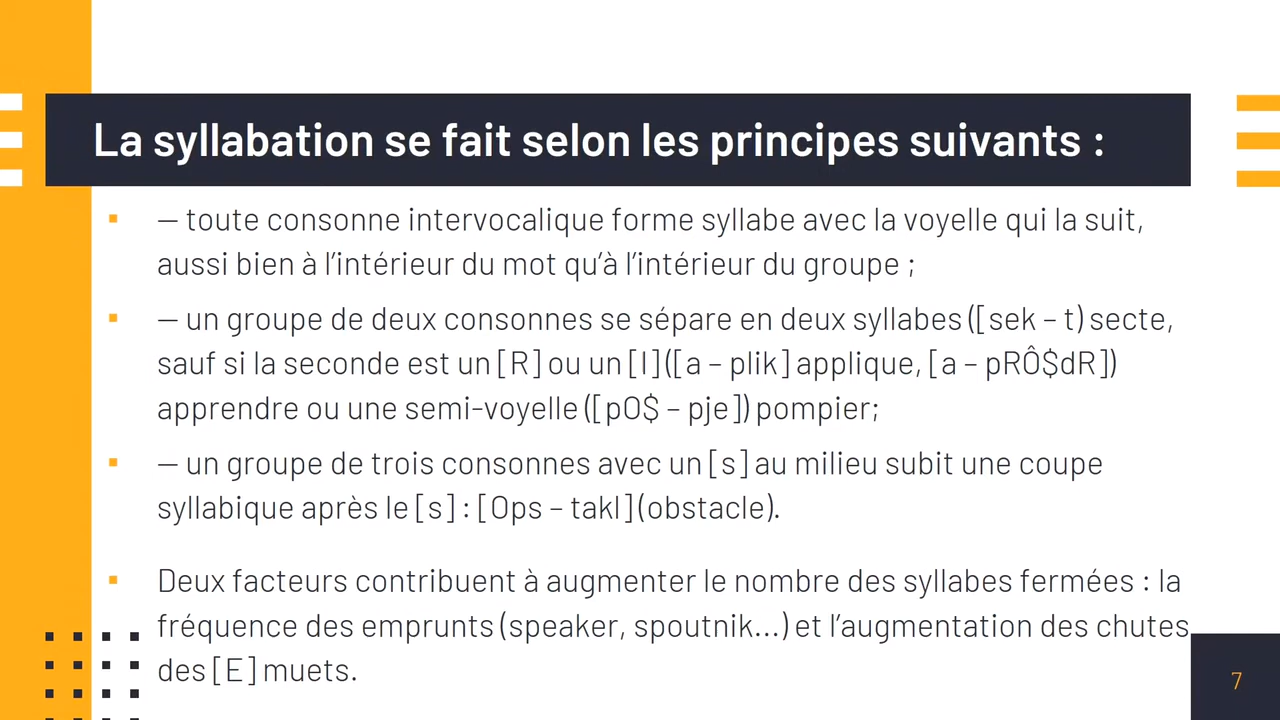 La syllabation se fait selon les principes suivants :
▪ — toute consonne intervocalique forme syllabe avec la voyelle qui la suit,
aussi bien à l’intérieur du mot qu’à l’intérieur du groupe ;
▪ — un groupe de deux consonnes se sépare en deux syllabes ([sek – t) secte,
sauf si la seconde est un [R] ou un [l] ([a – plik] applique, [a – pRÔ$dR])
apprendre ou une semi-voyelle ([pO$ – pje]) pompier;
▪ — un groupe de trois consonnes avec un [s] au milieu subit une coupe
syllabique après le [s] : [Ops – takl] (obstacle).
▪ Deux facteurs contribuent à augmenter le nombre des syllabes fermées : la
fréquence des emprunts (speaker, spoutnik...) et l’augmentation des chutes
des [E] muets.
7